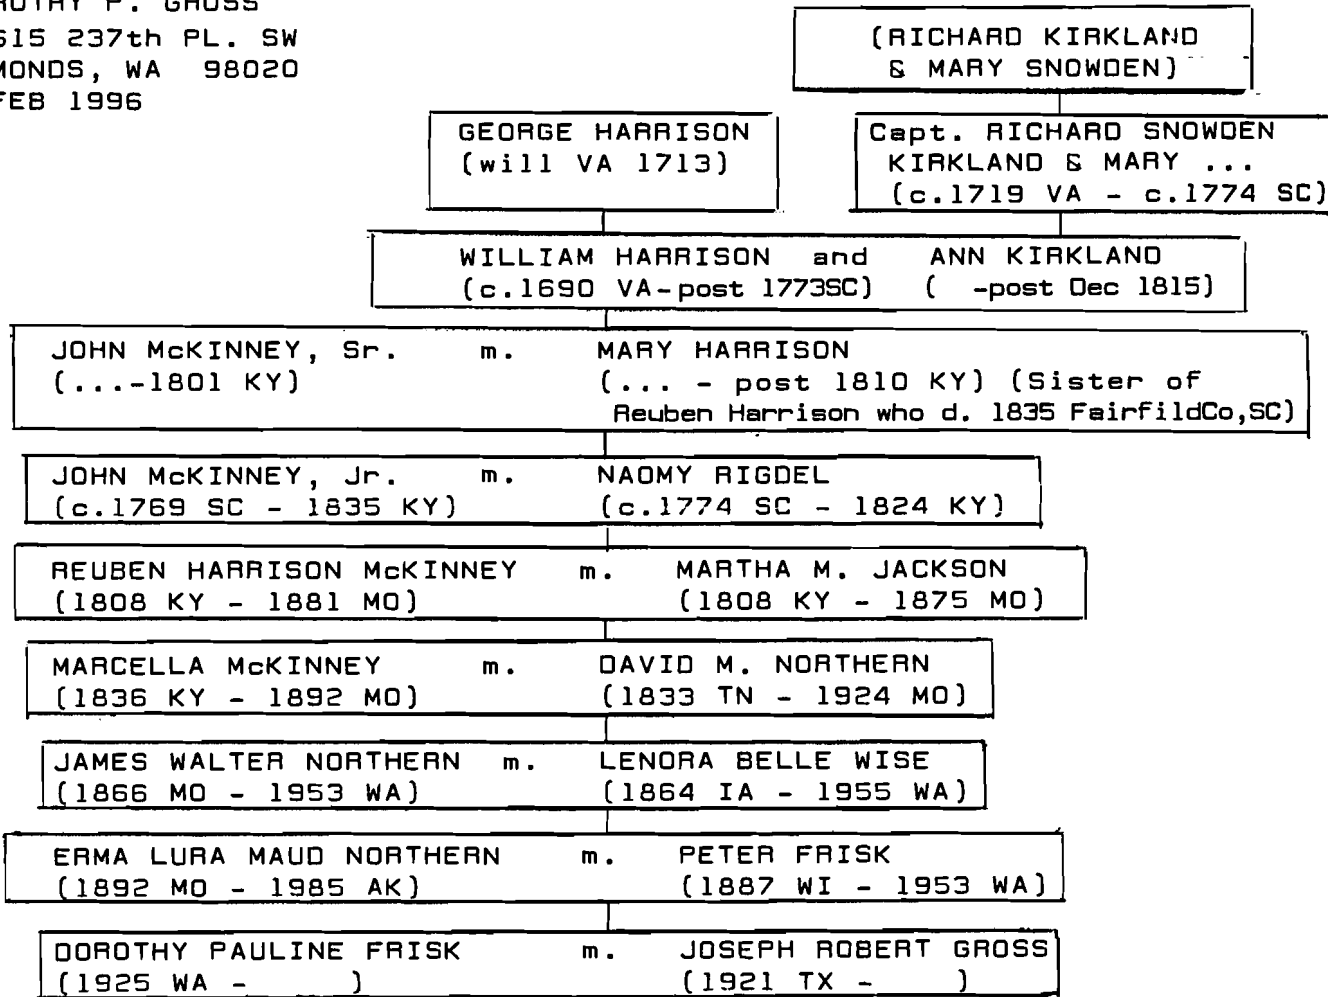 P. GROSS
615 237th PL. SW
MONDS, WA 98020
FEB 1996
(RICHARD KIRKLAND
& MARY SNOWDEN)
GEORGE HARRISON
(will VA 1713)
Capt. RICHARD SNOWDEN
KIRKLAND & MARY ...
(c.1719 VA - c.1774 SC)
WILLIAM HARRISON and ANN KIRKLAND
(c.1690 VA-post 1773SC) ( -post Dec 1815)
JOHN McKINNEY, Sr. m. MARY HARRISON
(...-1801 KY) (... - post 1810 KY) (Sister of
Reuben Harrison who d. 1835 FairfildCo,SC)
JOHN McKINNEY, Jr. m. NAOMY RIGDEL
(c.1769 SC - 1835 KY) (c.1774 SC - 1824 KY)
REUBEN HARRISON McKINNEY m. MARTHA M. JACKSON
(1808 KY - 1881 MO) (1808 KY - 1875 MO)
MARCELLA McKINNEY m. DAVID M. NORTHERN
(1836 KY - 1892 MO) (1833 TN - 1924 MO)
JAMES WALTER NORTHERN m. LENORA BELLE WISE
(1866 MO - 1953 WA) (1864 IA - 1955 WA)
ERMA LURA MAUD NORTHERN m. PETER FRISK
(1892 MO - 1985 AK) (1887 WI - 1953 WA)
DOROTHY PAULINE FRISK m. JOSEPH ROBERT GROSS
(1925 WA - ) (1921 TX - )